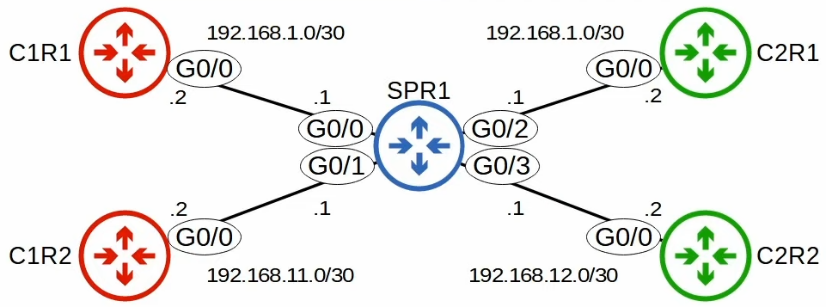 192.168.1.0/30
192.168.1.0/30
C1R1
G0/0
G0/0
C2R1
.2
.1
SPR1
.1
.2
G0/0
G0/2
G0/1
G0/3
.2
.1
.1
.2
C1R2
G0/0
G0/0
C2R2
192.168.11.0/30
192.168.12.0/30